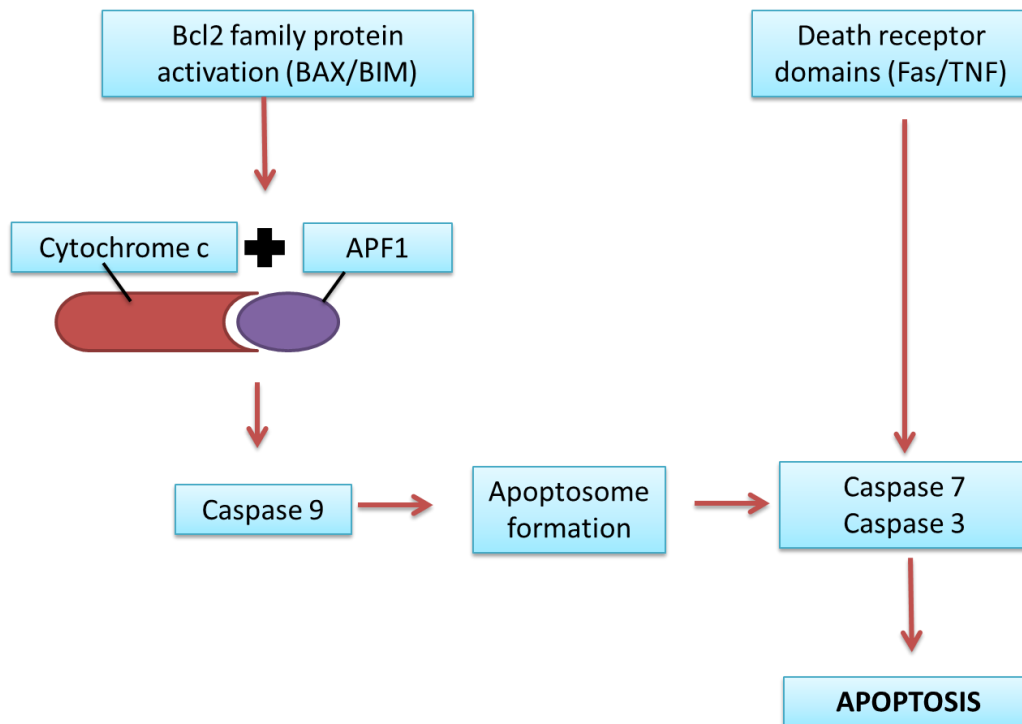 Bcl2 family protein
activation (BAX/BIM)
Death receptor
domains (Fas/TNF)
Cytochrome c
APF1
Caspase 9
Apoptosome
formation
Caspase 7
Caspase 3
APOPTOSIS